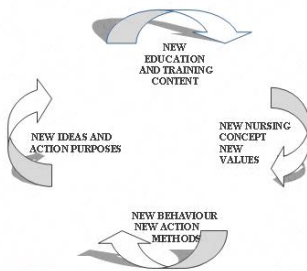 NEW
EDUCATION
AND TRAINING
CONTENT
NEW NURSING
CONCEPT
NEW
VALUES
NEW IDEAS AND
ACTION PURPOSES
NEW BEHAVIOUR
NEW ACTION
METHODS